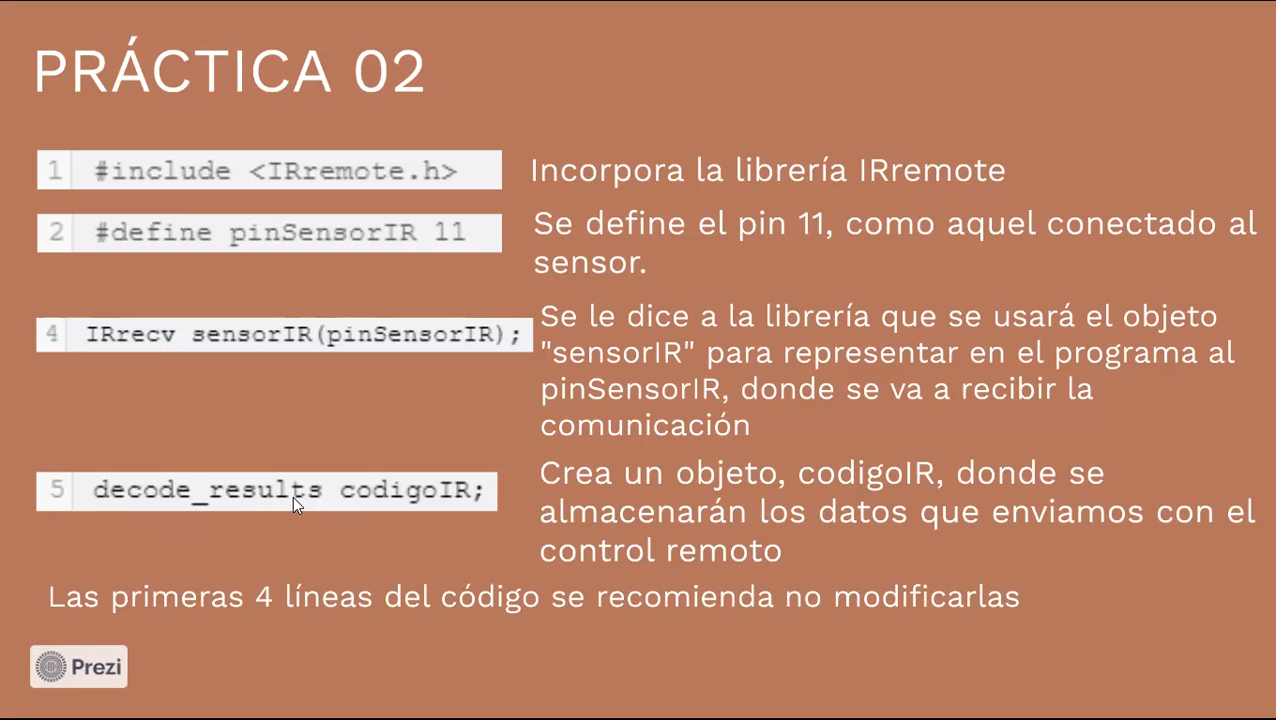 PRÁCTICA 02
1 #include <IRremote.h>
Incorpora la librería IRremote
2 #define pinSensorIR 11
Se define el pin 11, como aquel conectado al
sensor.
4 IRrecv sensorIR(pinSensorIR);
Se le dice a la librería que se usará el objeto
"sensorIR" para representar en el programa al
pinSensorIR, donde se va a recibir la
comunicación
5 decode_results codigoIR;
Crea un objeto, codigoIR, donde se
almacenarán los datos que enviamos con el
control remoto
Las primeras 4 líneas del código se recomienda no modificarlas
Prezi